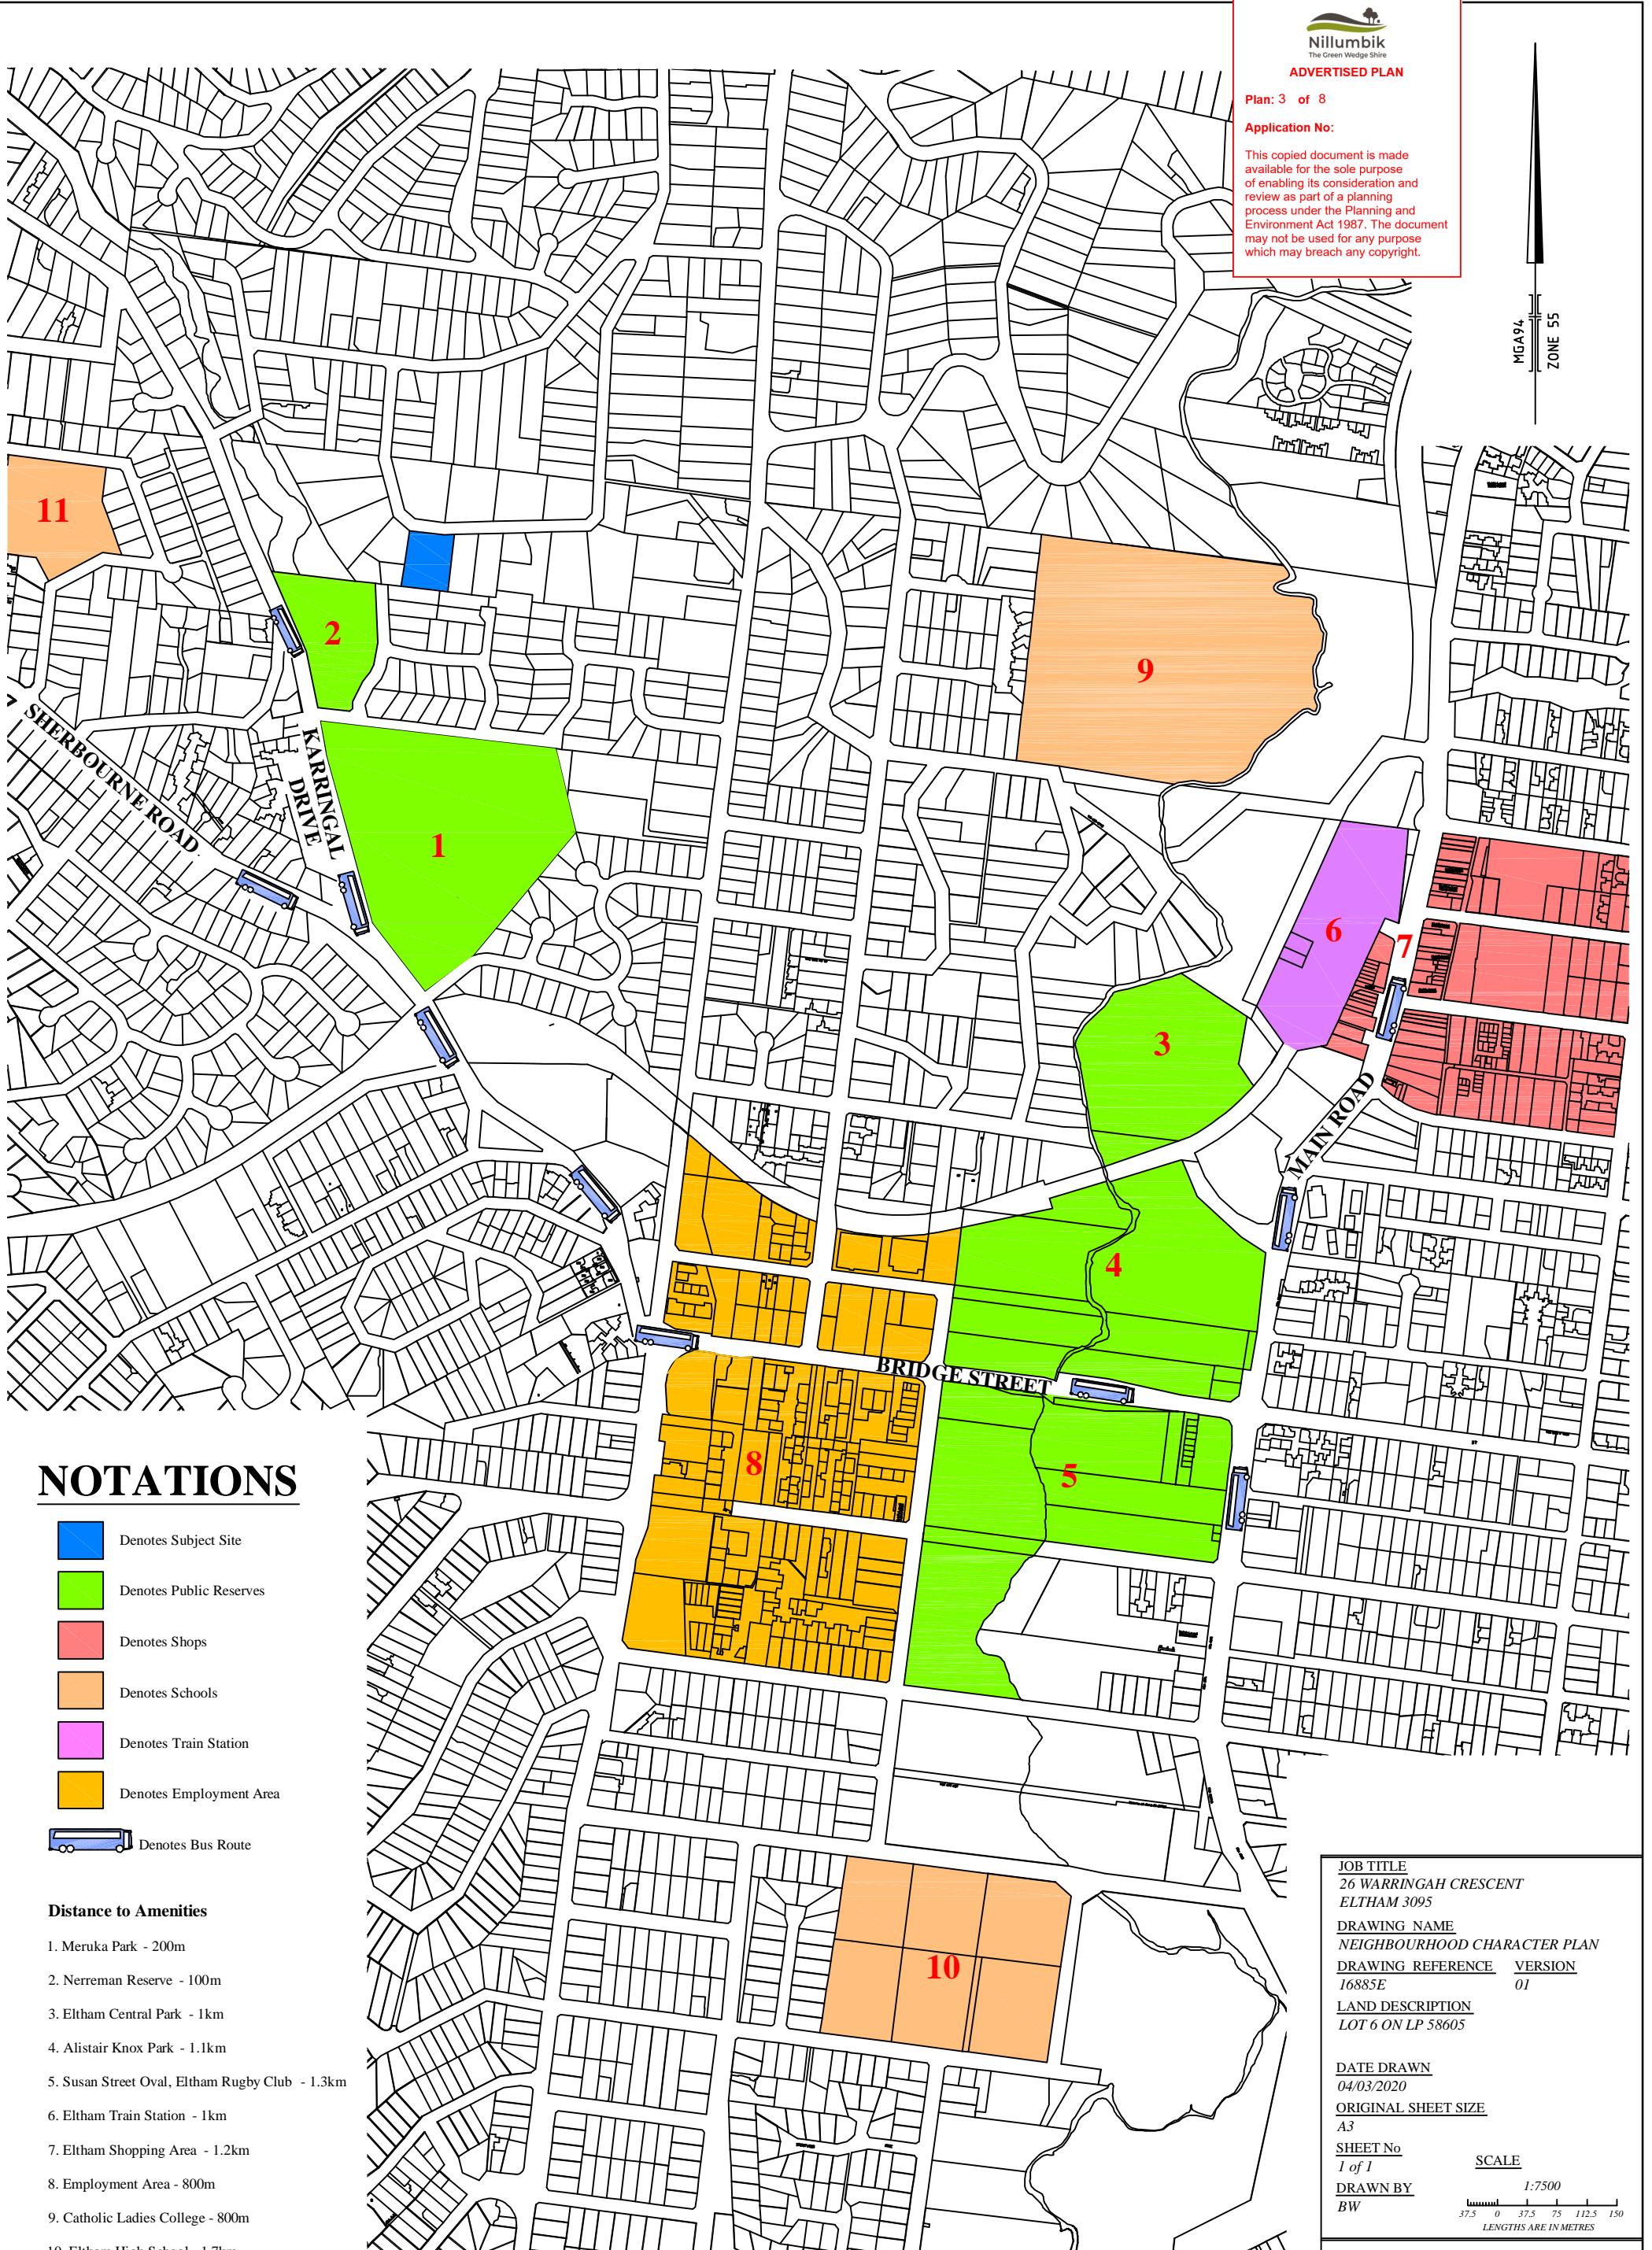 Nillumbik
The Green Wedge Shire
ADVERTISED PLAN
Plan: 3 of 8
Application No:
This copied document is made
available for the sole purpose
of enabling its consideration and
review as part of a planning
process under the Planning and
Environment Act 1987. The document
may not be used for any purpose
which may breach any copyright.
MGA94
ZONE 55
11
2
9
SHERBOURNE ROAD
KARRINGAL
DRIVE
1
6
7
3
MAIN ROAD
4
BRIDGE STREET
8
5
10
NOTATIONS
Denotes Subject Site
Denotes Public Reserves
Denotes Shops
Denotes Schools
Denotes Train Station
Denotes Employment Area
Denotes Bus Route
Distance to Amenities
1. Meruka Park - 200m
2. Nerreman Reserve - 100m
3. Eltham Central Park - 1km
4. Alistair Knox Park - 1.1km
5. Susan Street Oval, Eltham Rugby Club - 1.3km
6. Eltham Train Station - 1km
7. Eltham Shopping Area - 1.2km
8. Employment Area - 800m
9. Catholic Ladies College - 800m
10. Eltham High School - 1.7km
JOB TITLE
26 WARRINGAH CRESCENT
ELTHAM 3095
DRAWING NAME
NEIGHBOURHOOD CHARACTER PLAN
DRAWING REFERENCE VERSION
16885E 01
LAND DESCRIPTION
LOT 6 ON LP 58605
DATE DRAWN
04/03/2020
ORIGINAL SHEET SIZE
A3
SHEET No
1 of 1
SCALE
1:7500
DRAWN BY
BW
37.5 0 37.5 75 112.5 150
LENGTHS ARE IN METRES